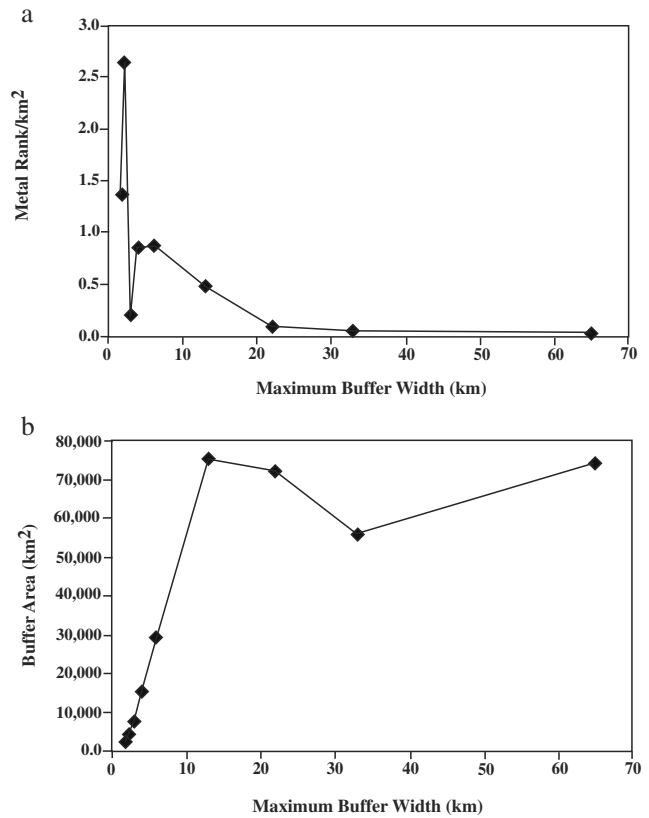 a
3.0
2.5
2.0
1.5
1.0
0.5
0.0
Metal Rank/km²
0 10 20 30 40 50 60 70
Maximum Buffer Width (km)
b
80,000
70,000
60,000
50,000
40,000
30,000
20,000
10,000
0.0
Buffer Area (km²)
0 10 20 30 40 50 60 70
Maximum Buffer Width (km)